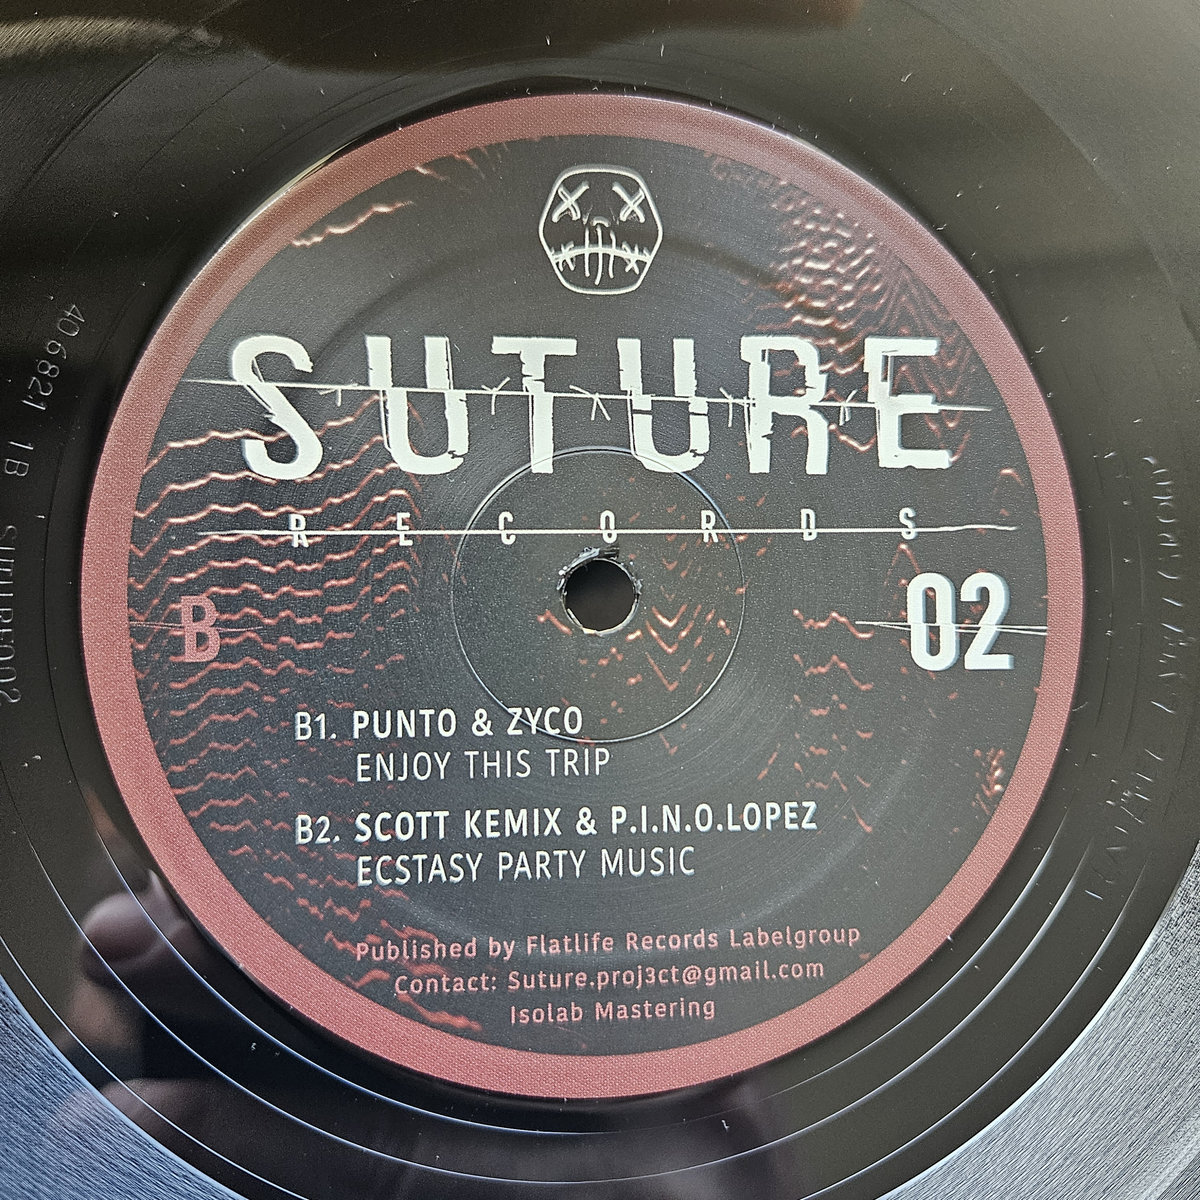 SUTURE
RECORDS
B
02
B1. PUNTO & ZYCO
ENJOY THIS TRIP
B2. SCOTT KEMIX & P.I.N.O.LOPEZ
ECSTASY PARTY MUSIC
Published by Flatlife Records Labelgroup
Contact: Suture.proj3ct@gmail.com
Isolab Mastering
406821 1B SUTURE002